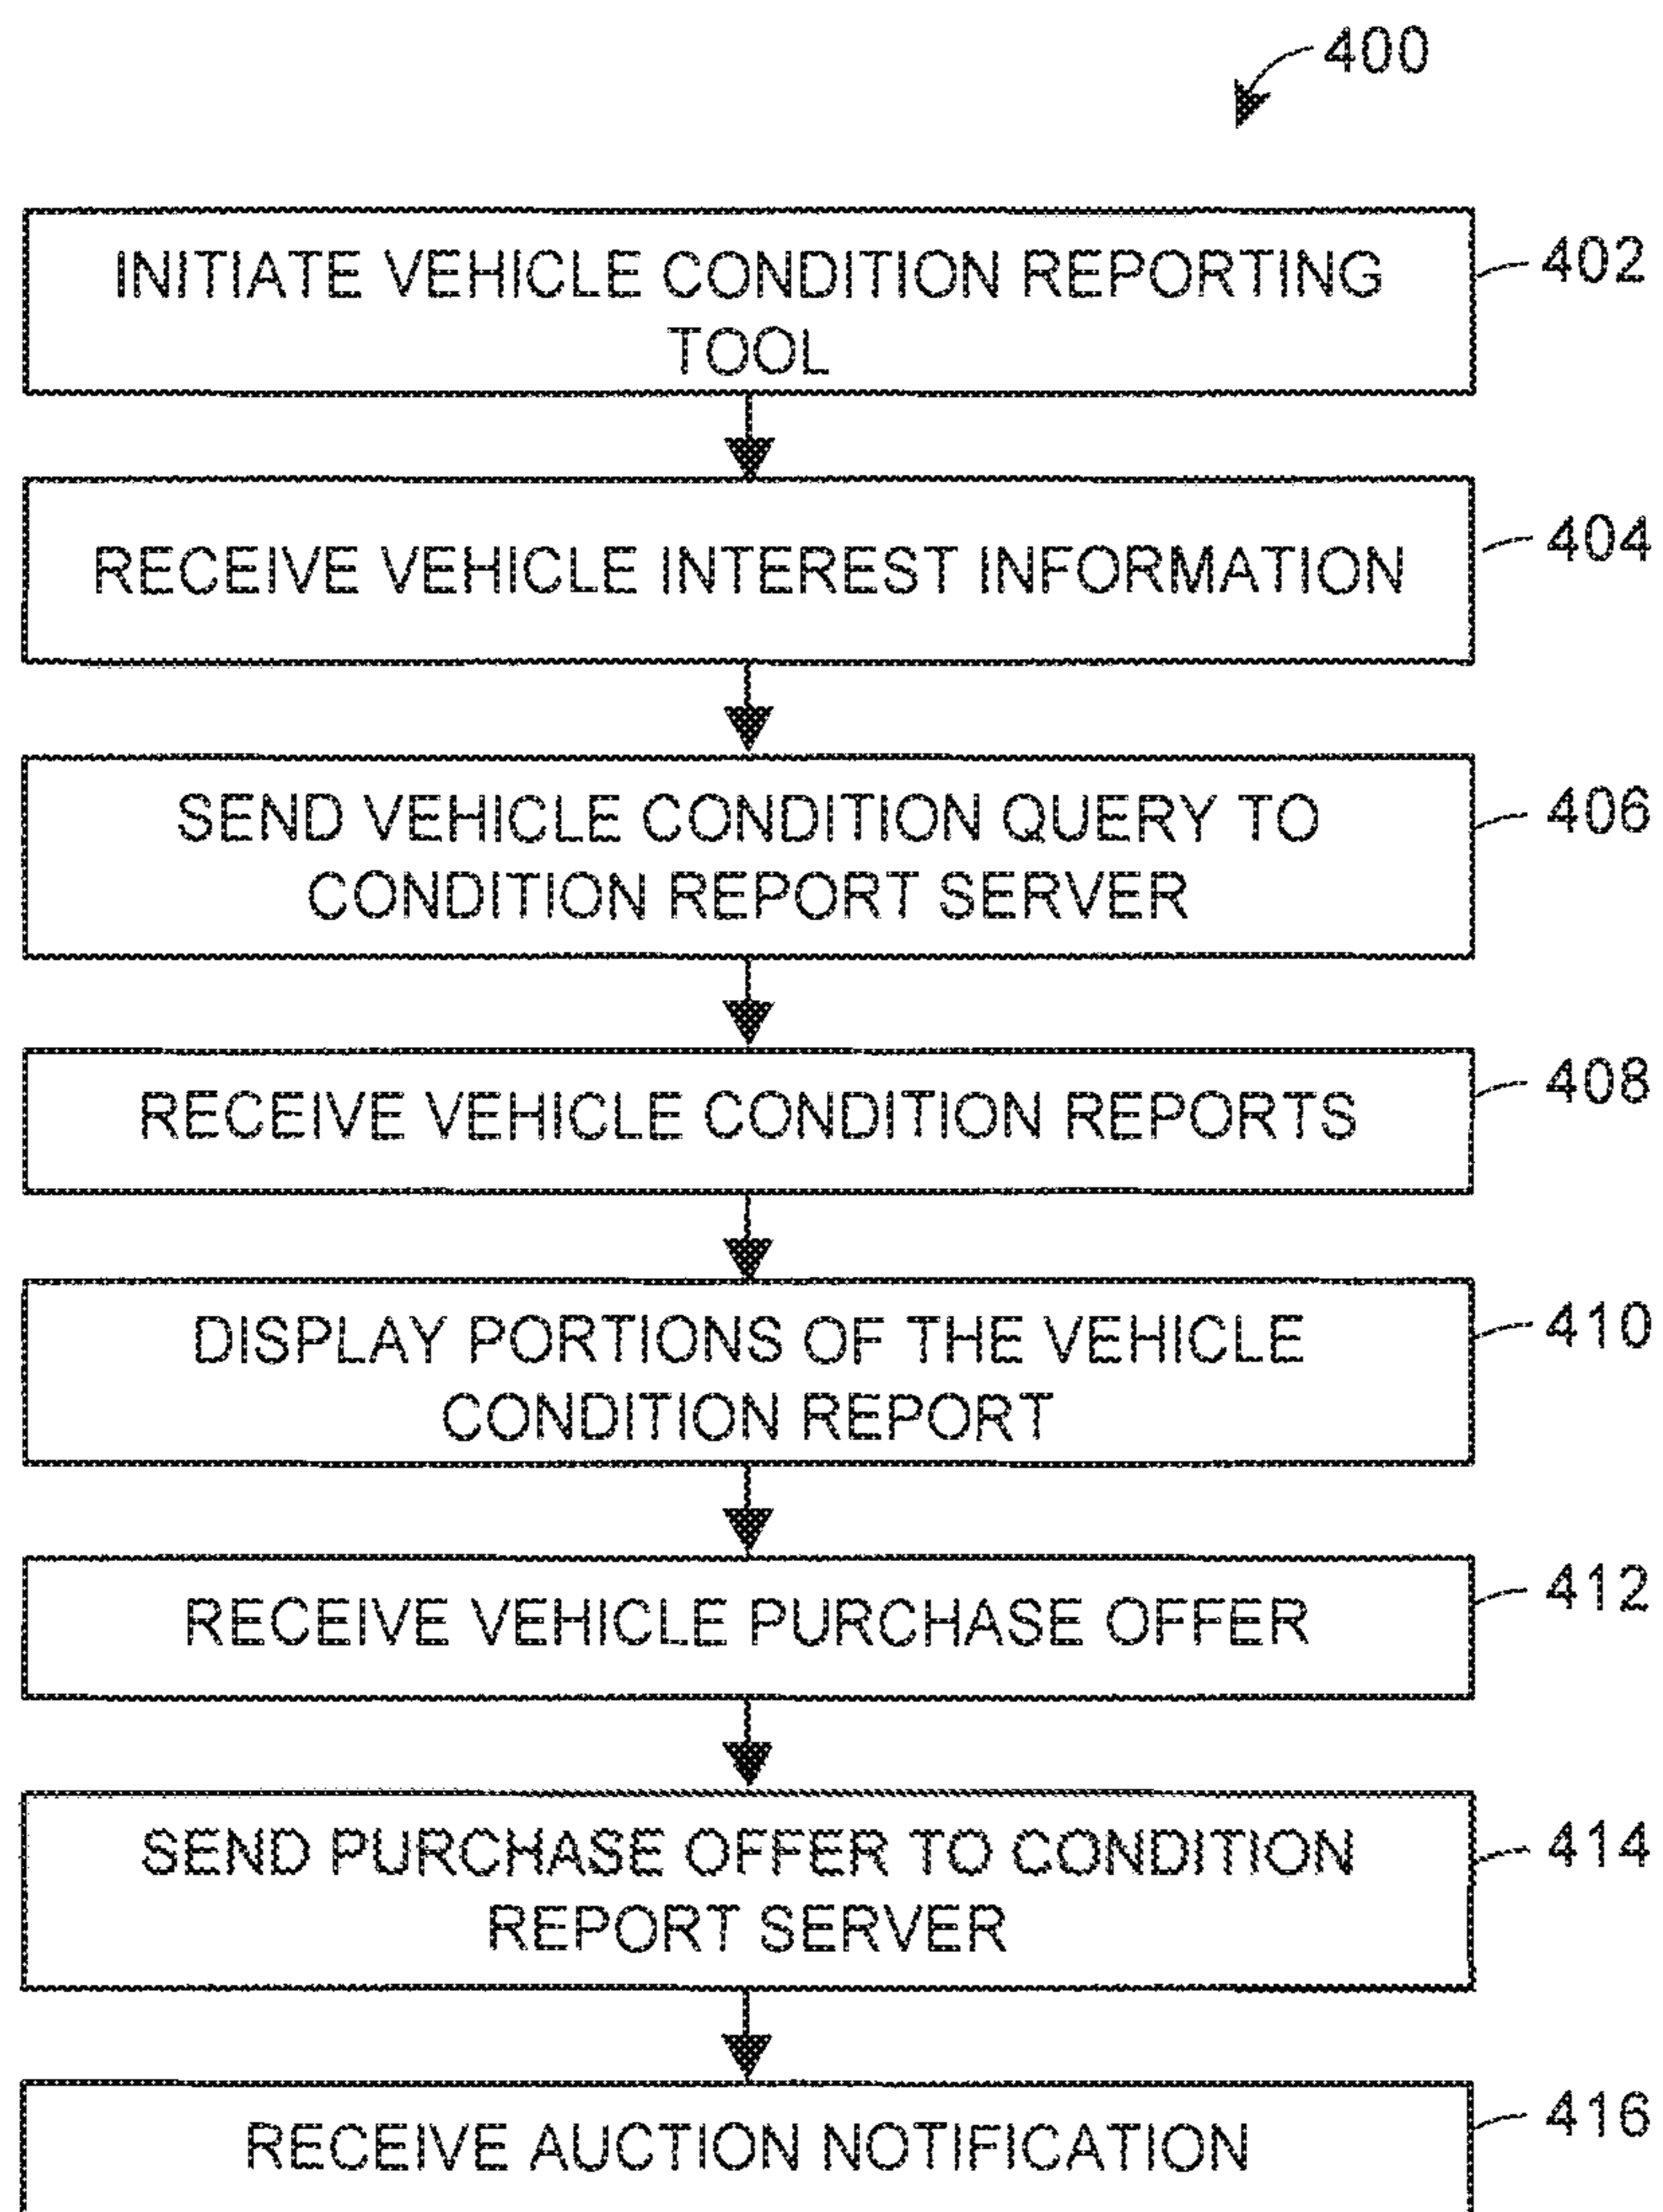 400
INITIATE VEHICLE CONDITION REPORTING
TOOL
402
RECEIVE VEHICLE INTEREST INFORMATION
404
SEND VEHICLE CONDITION QUERY TO
CONDITION REPORT SERVER
406
RECEIVE VEHICLE CONDITION REPORTS
408
DISPLAY PORTIONS OF THE VEHICLE
CONDITION REPORT
410
RECEIVE VEHICLE PURCHASE OFFER
412
SEND PURCHASE OFFER TO CONDITION
REPORT SERVER
414
RECEIVE AUCTION NOTIFICATION
416